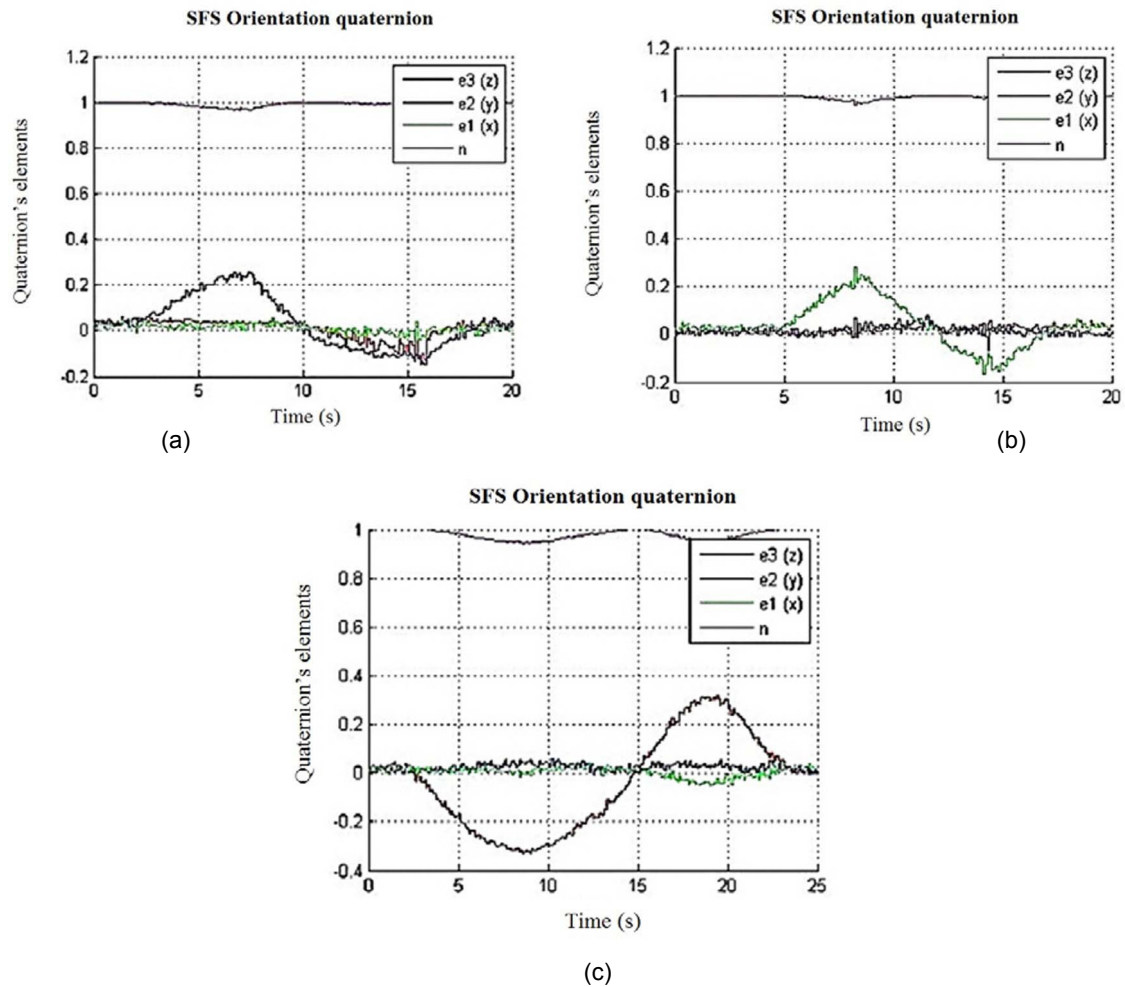 SFS Orientation quaternion
1.2
1
0.8
0.6
0.4
0.2
0
-0.2
Quaternion's elements
e3 (z)
e2 (y)
e1 (x)
n
0 5 10 15 20
Time (s)
(a)
SFS Orientation quaternion
1.2
1
0.8
0.6
0.4
0.2
0
-0.2
Quaternion's elements
e3 (z)
e2 (y)
e1 (x)
n
0 5 10 15 20
Time (s)
(b)
SFS Orientation quaternion
1
0.8
0.6
0.4
0.2
0
-0.2
-0.4
Quaternion's elements
e3 (z)
e2 (y)
e1 (x)
n
0 5 10 15 20 25
Time (s)
(c)